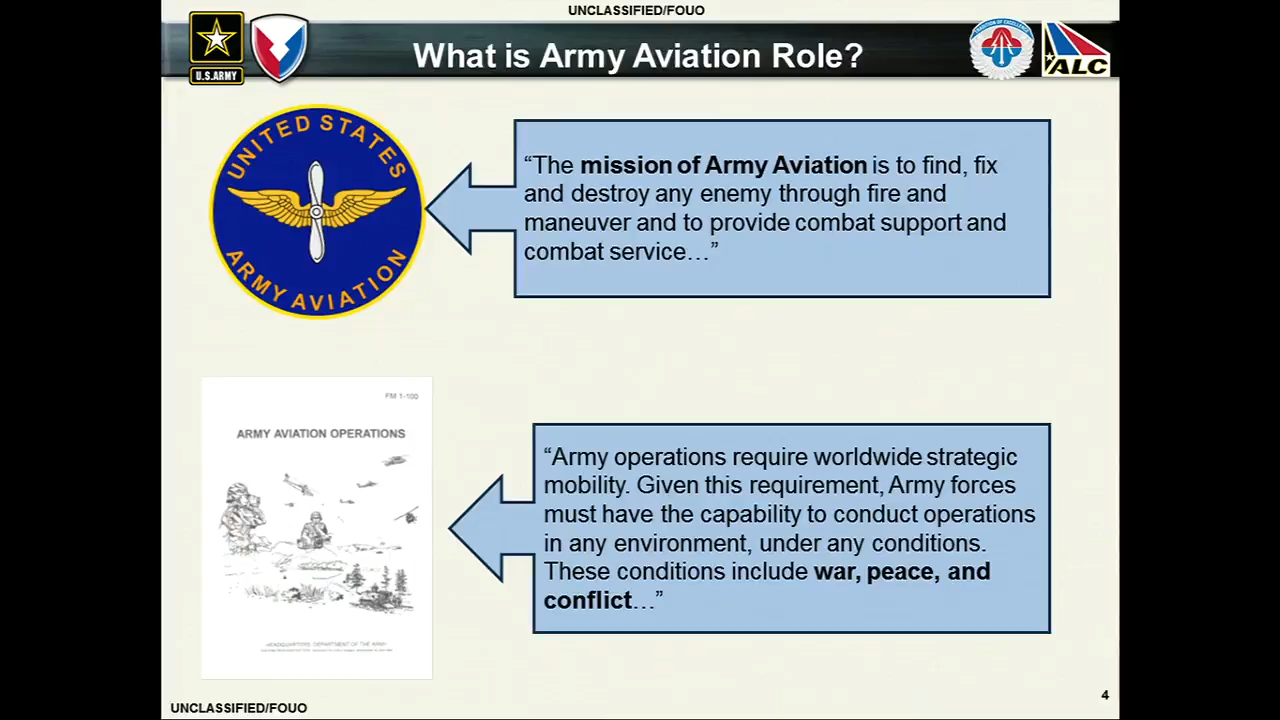 UNCLASSIFIED/FOUO
U.S.ARMY
What is Army Aviation Role?
TRADITION OF EXCELLENCE
ALC
UNITED STATES
ARMY AVIATION
“The mission of Army Aviation is to find, fix
and destroy any enemy through fire and
maneuver and to provide combat support and
combat service…”
FM 1-100
ARMY AVIATION OPERATIONS
HEADQUARTERS, DEPARTMENT OF THE ARMY
“Army operations require worldwide strategic
mobility. Given this requirement, Army forces
must have the capability to conduct operations
in any environment, under any conditions.
These conditions include war, peace, and
conflict…”
4
UNCLASSIFIED/FOUO